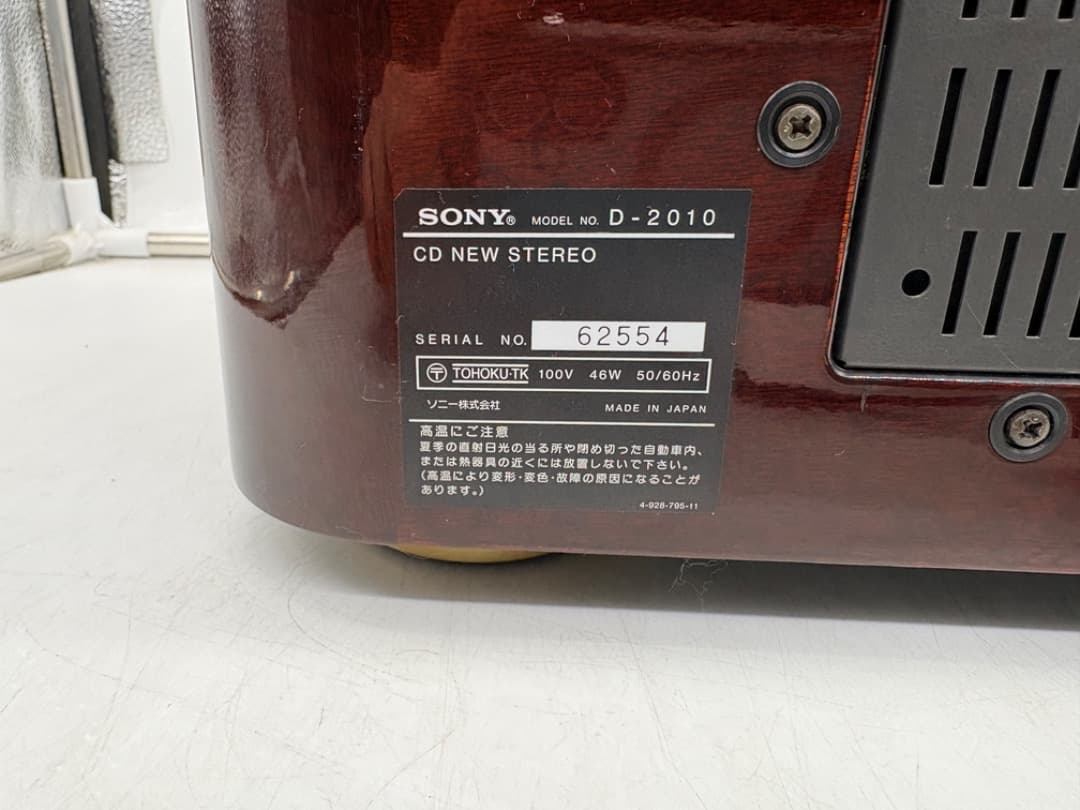 SONY® MODEL NO. D-2010
CD NEW STEREO
SERIAL NO. 62554
〒 TOHOKU-TK 100V 46W 50/60Hz
ソニー株式会社 MADE IN JAPAN
高温にご注意
夏季の直射日光の当る所や閉め切った自動車内、
または熱器具の近くには放置しないで下さい。
(高温により変形・変色・故障の原因になることが
あります。)
4-928-795-11